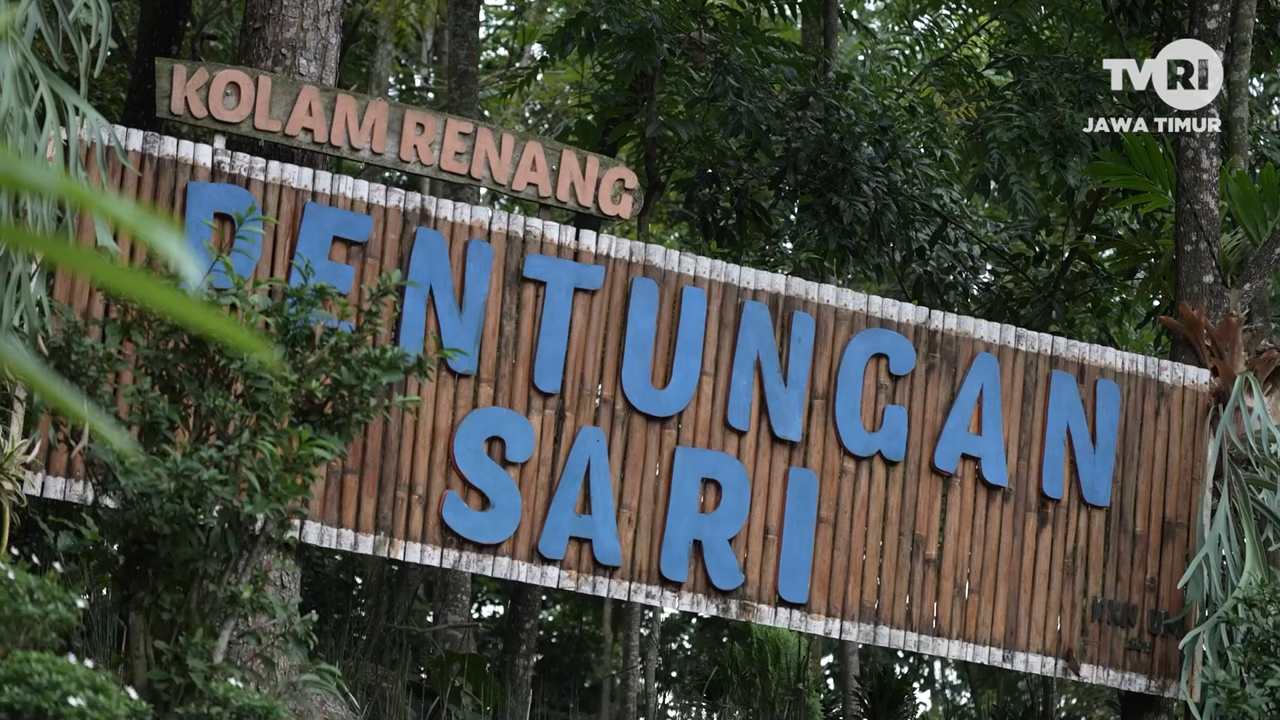 TVRI
JAWA TIMUR
KOLAM RENANG
PENTUNGAN
SARI